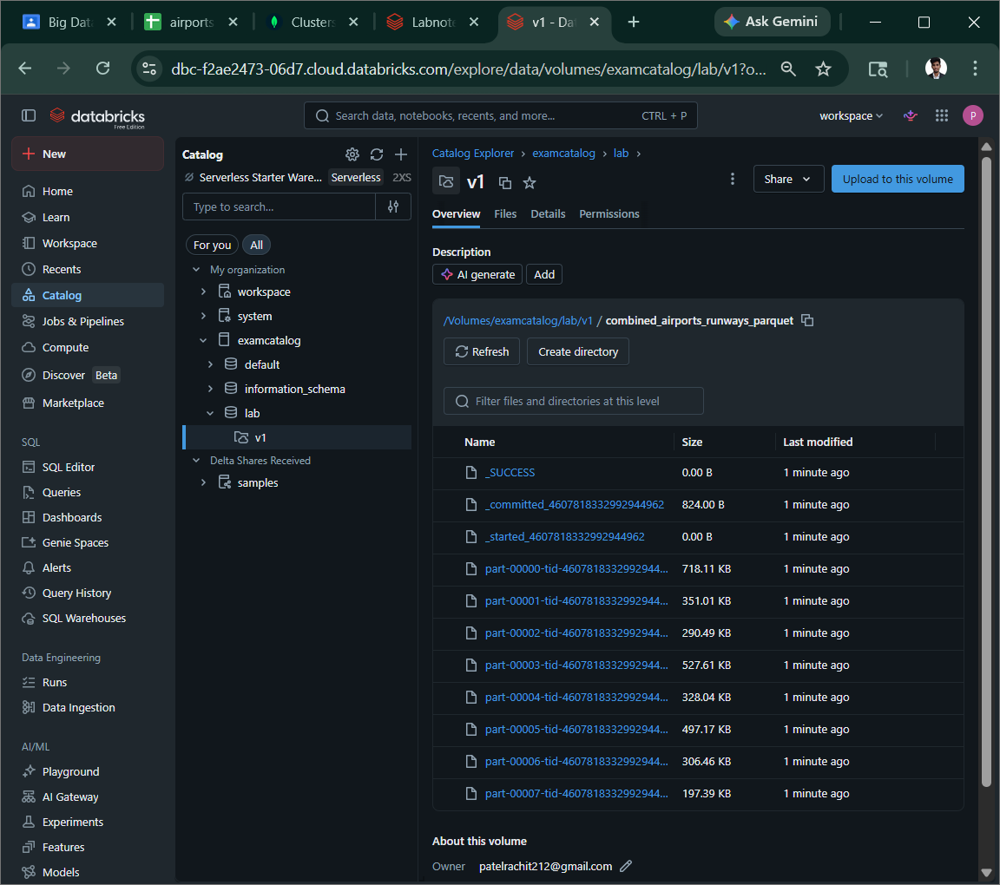 Big Dat
airports
Clusters
Labnote
v1 - Dat
Ask Gemini
dbc-f2ae2473-06d7.cloud.databricks.com/explore/data/volumes/examcatalog/lab/v1?o...
databricks
Free Edition
Search data, notebooks, recents, and more...
CTRL + P
workspace
P
New
Home
Learn
Workspace
Recents
Catalog
Jobs & Pipelines
Compute
Discover Beta
Marketplace
SQL
SQL Editor
Queries
Dashboards
Genie Spaces
Alerts
Query History
SQL Warehouses
Data Engineering
Runs
Data Ingestion
AI/ML
Playground
AI Gateway
Experiments
Features
Models
Catalog
Serverless Starter Ware... Serverless 2XS
Type to search...
For you All
My organization
workspace
system
examcatalog
default
information_schema
lab
v1
Delta Shares Received
samples
Catalog Explorer > examcatalog > lab >
v1
Share
Upload to this volume
Overview Files Details Permissions
Description
AI generate Add
/Volumes/examcatalog/lab/v1 / combined_airports_runways_parquet
Refresh Create directory
Filter files and directories at this level
Name Size Last modified
_SUCCESS 0.00 B 1 minute ago
_committed_4607818332992944962 824.00 B 1 minute ago
_started_4607818332992944962 0.00 B 1 minute ago
part-00000-tid-4607818332992944... 718.11 KB 1 minute ago
part-00001-tid-4607818332992944... 351.01 KB 1 minute ago
part-00002-tid-4607818332992944... 290.49 KB 1 minute ago
part-00003-tid-4607818332992944... 527.61 KB 1 minute ago
part-00004-tid-4607818332992944... 328.04 KB 1 minute ago
part-00005-tid-4607818332992944... 497.17 KB 1 minute ago
part-00006-tid-4607818332992944... 306.46 KB 1 minute ago
part-00007-tid-4607818332992944... 197.39 KB 1 minute ago
About this volume
Owner patelrachit212@gmail.com